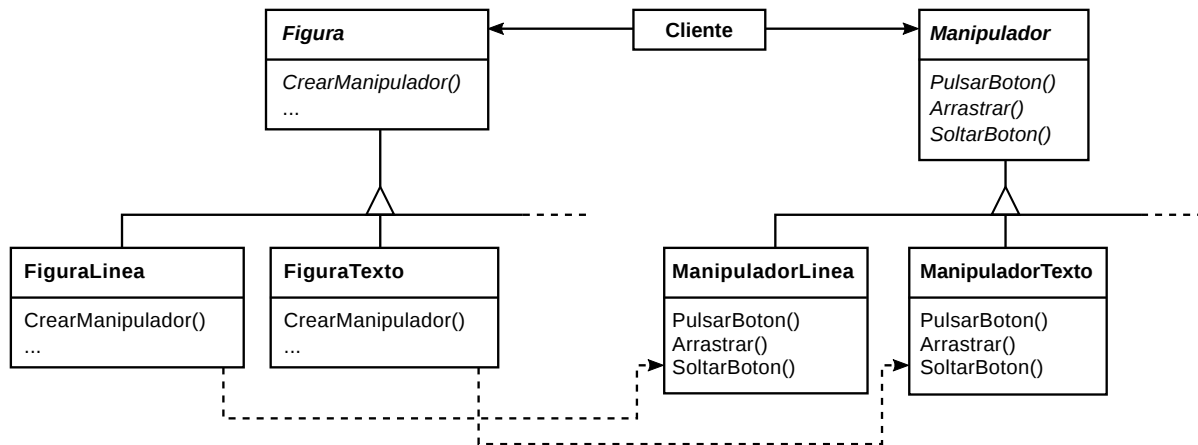 Figura
CrearManipulador()
...
Cliente
Manipulador
PulsarBoton()
Arrastrar()
SoltarBoton()
FiguraLinea
CrearManipulador()
...
FiguraTexto
CrearManipulador()
...
ManipuladorLinea
PulsarBoton()
Arrastrar()
SoltarBoton()
ManipuladorTexto
PulsarBoton()
Arrastrar()
SoltarBoton()